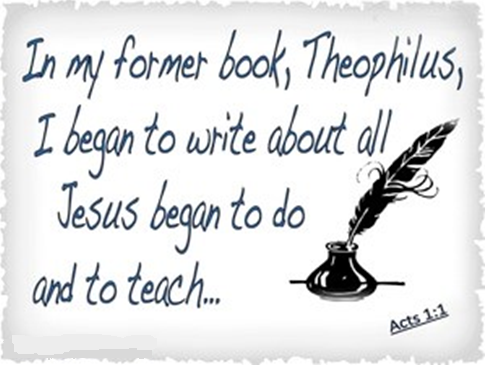 In my former book, Theophilus,
I began to write about all
Jesus began to do
and to teach...
Acts 1:1